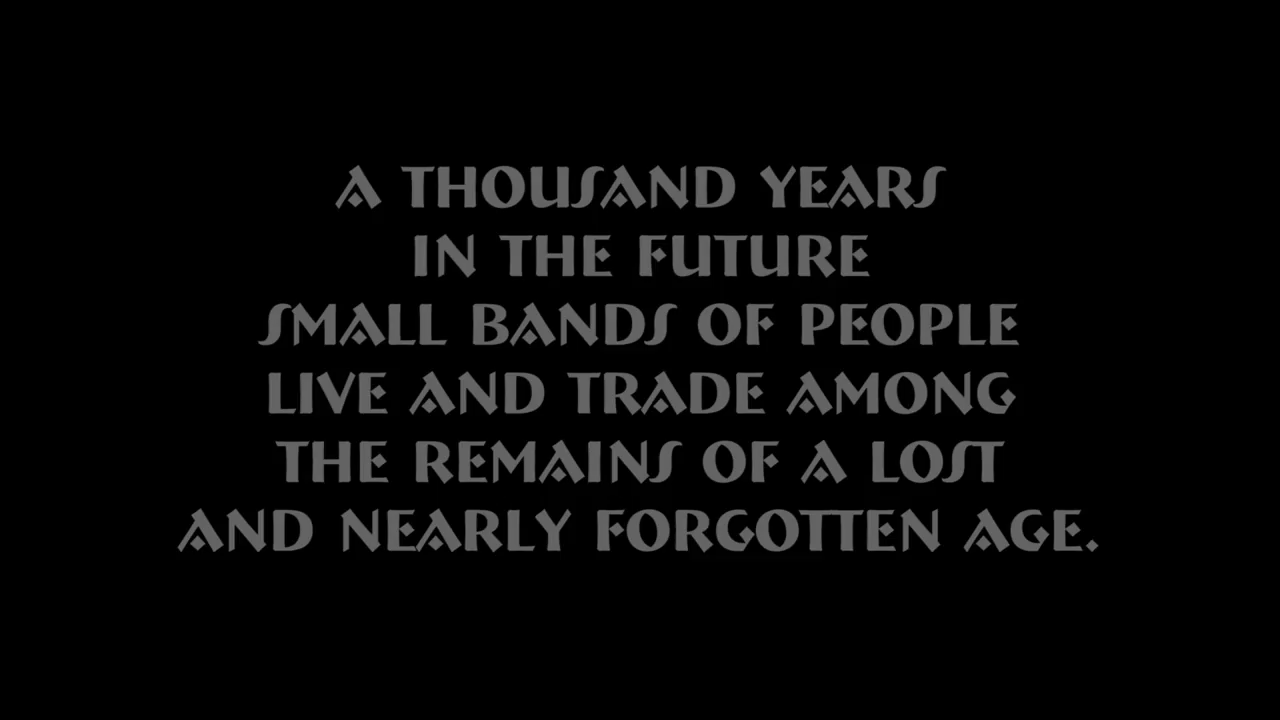 A THOUSAND YEARS
IN THE FUTURE
SMALL BANDS OF PEOPLE
LIVE AND TRADE AMONG
THE REMAINS OF A LOST
AND NEARLY FORGOTTEN AGE.